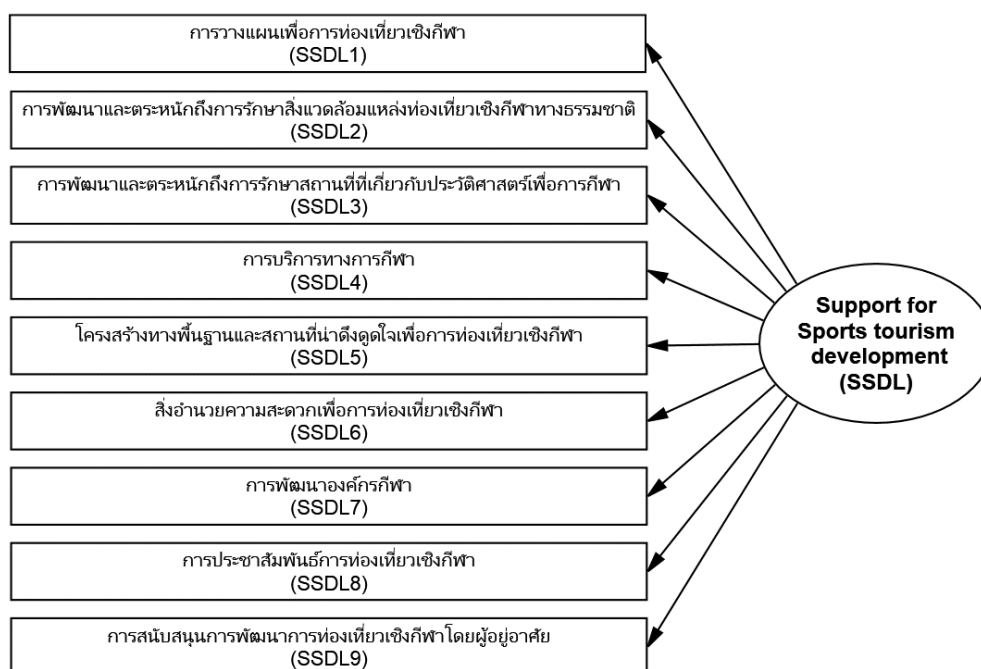 การวางแผนเพื่อการท่องเที่ยวเชิงกีฬา
(SSDL1)
การพัฒนาและตระหนักถึงการรักษาสิ่งแวดล้อมแหล่งท่องเที่ยวเชิงกีฬาทางธรรมชาติ
(SSDL2)
การพัฒนาและตระหนักถึงการรักษาสถานที่ที่เกี่ยวกับประวัติศาสตร์เพื่อการกีฬา
(SSDL3)
การบริการทางการกีฬา
(SSDL4)
โครงสร้างทางพื้นฐานและสถานที่น่าดึงดูดใจเพื่อการท่องเที่ยวเชิงกีฬา
(SSDL5)
สิ่งอำนวยความสะดวกเพื่อการท่องเที่ยวเชิงกีฬา
(SSDL6)
การพัฒนาองค์กรกีฬา
(SSDL7)
การประชาสัมพันธ์การท่องเที่ยวเชิงกีฬา
(SSDL8)
การสนับสนุนการพัฒนาการท่องเที่ยวเชิงกีฬาโดยผู้อยู่อาศัย
(SSDL9)
Support for
Sports tourism
development
(SSDL)